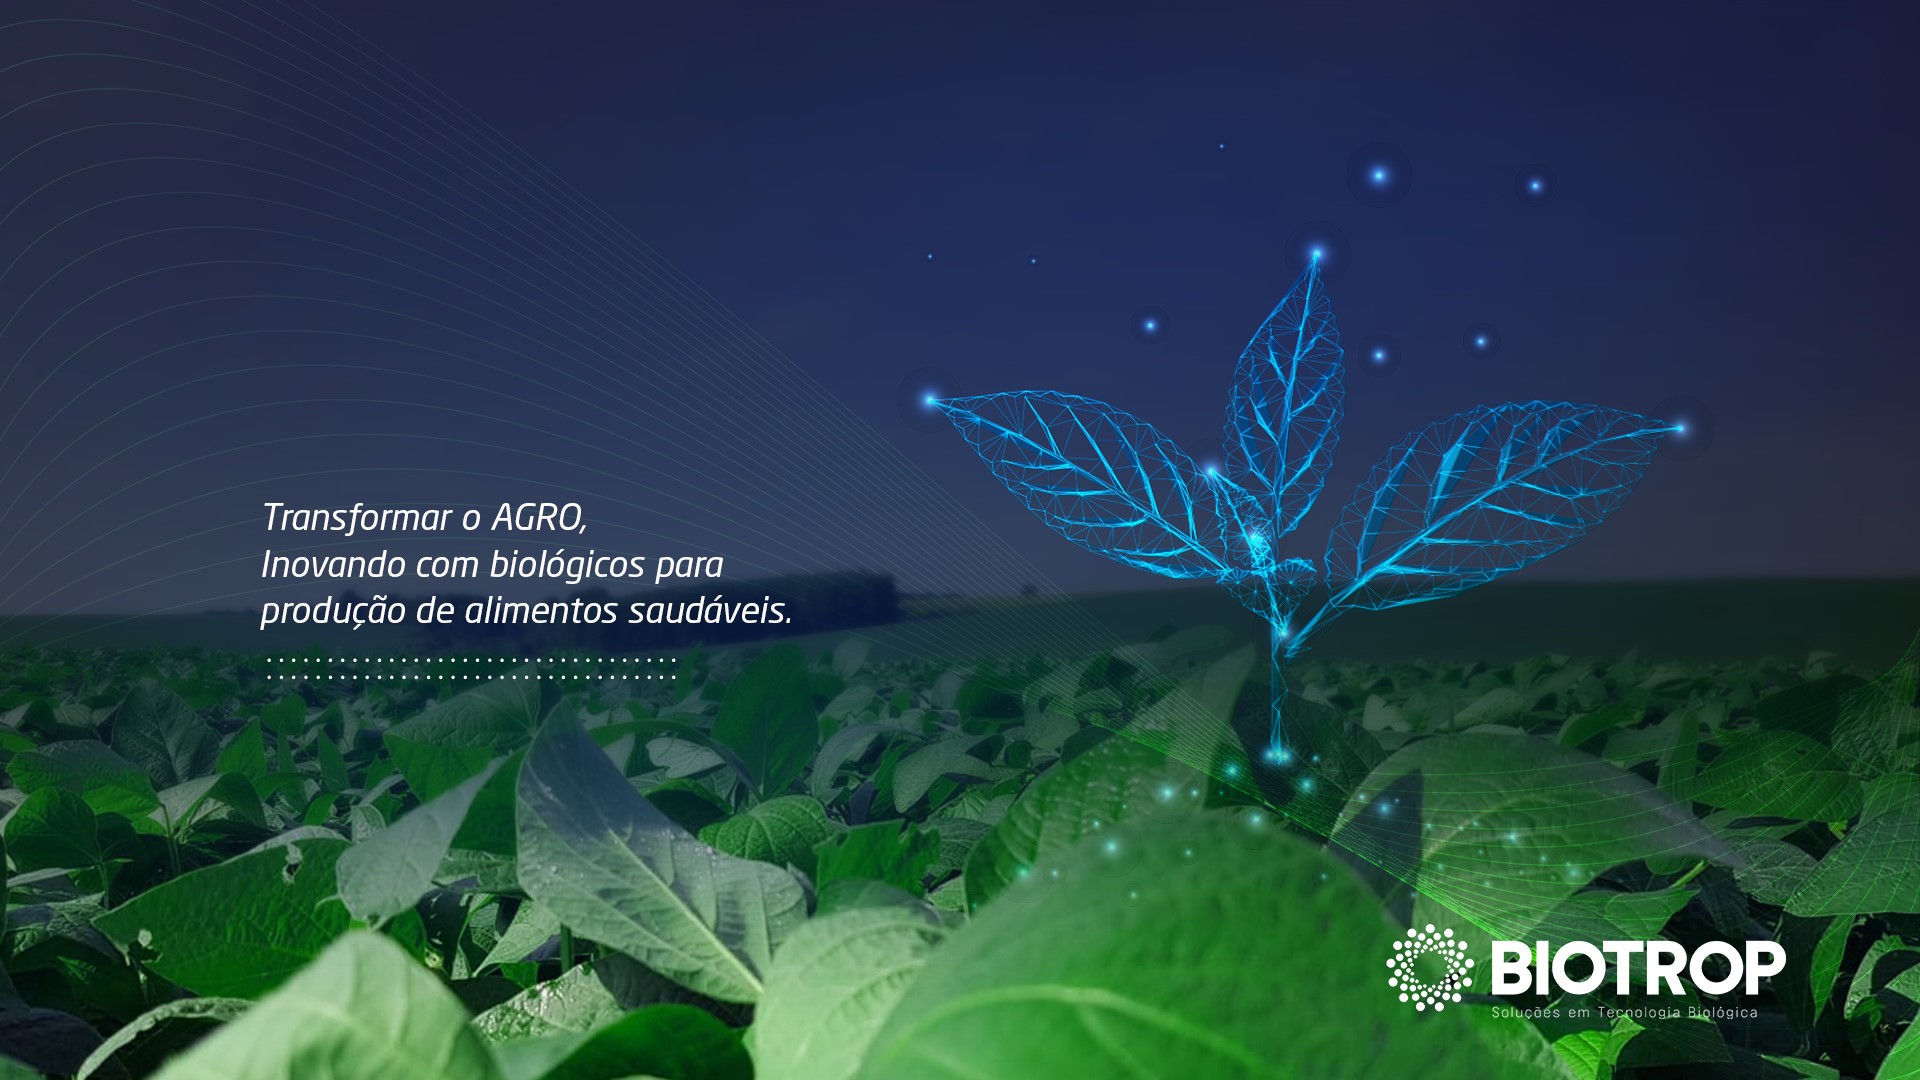 Transformar o AGRO,
Inovando com biológicos para
produção de alimentos saudáveis.
BIOTROP
Soluções em Tecnologia Biológica